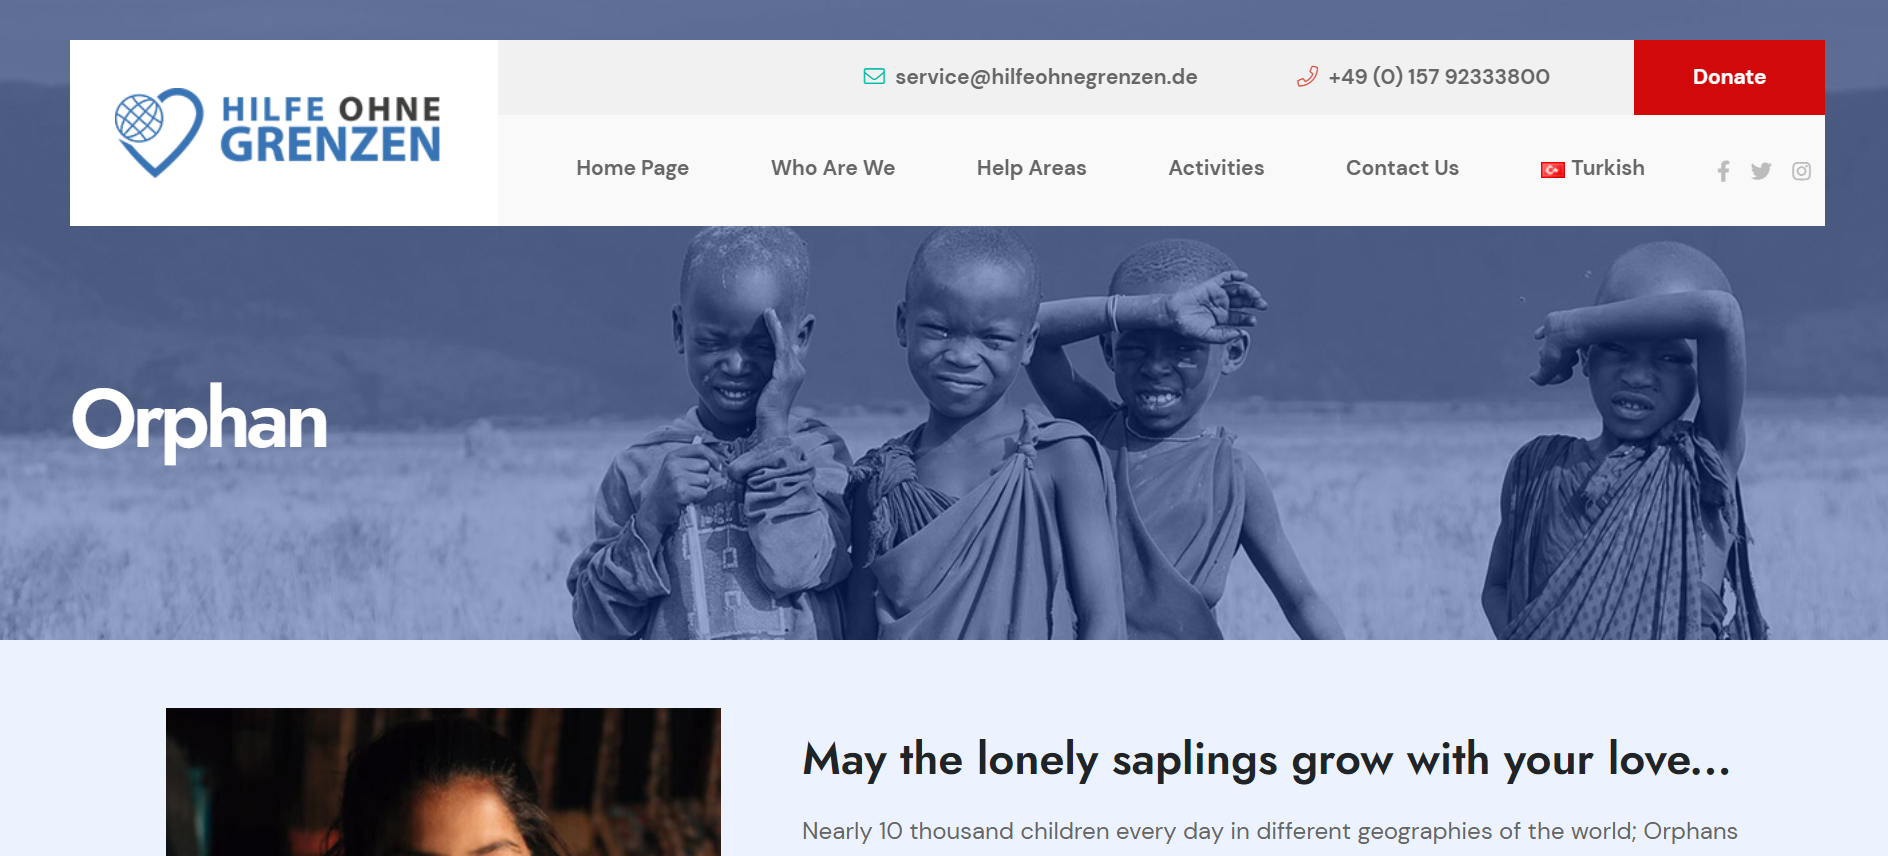 HILFE OHNE
GRENZEN
service@hilfeohnegrenzen.de
+49 (0) 157 92333800
Donate
Home Page
Who Are We
Help Areas
Activities
Contact Us
Turkish
Orphan
May the lonely saplings grow with your love...
Nearly 10 thousand children every day in different geographies of the world; Orphans